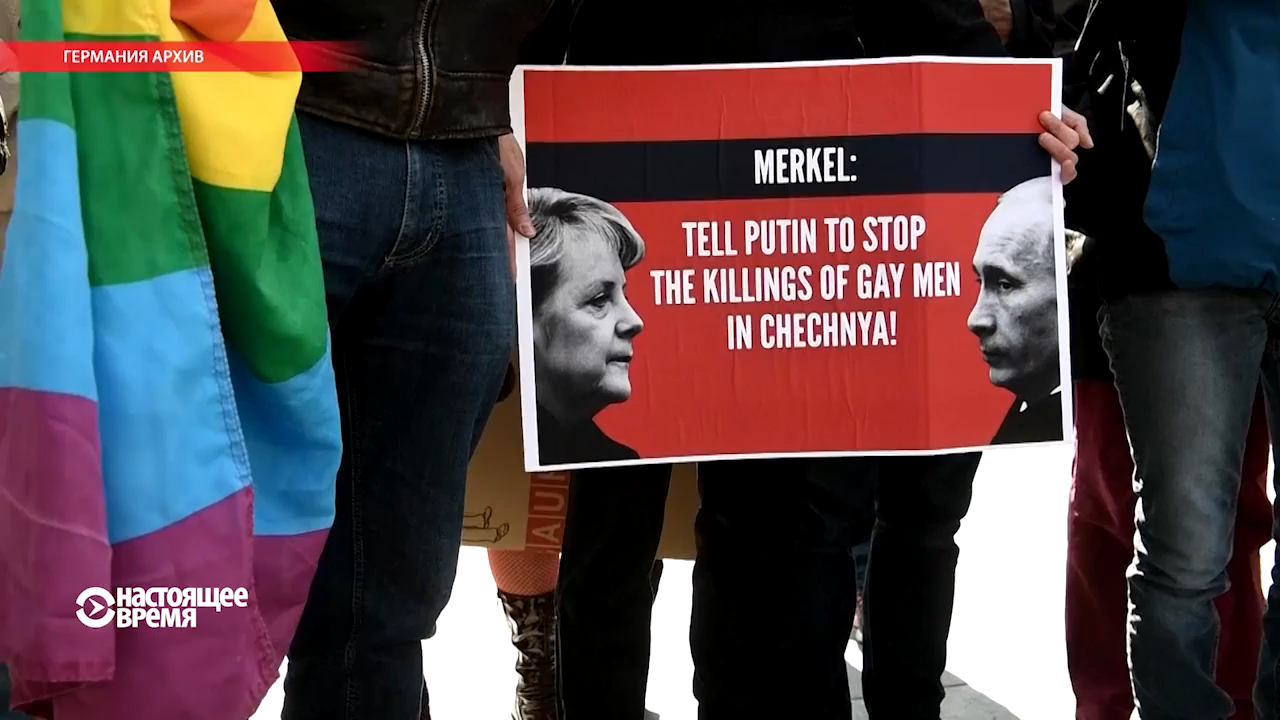 ГЕРМАНИЯ АРХИВ
MERKEL:
TELL PUTIN TO STOP
THE KILLINGS OF GAY MEN
IN CHECHNYA!
НАСТОЯЩЕЕ
ВРЕМЯ